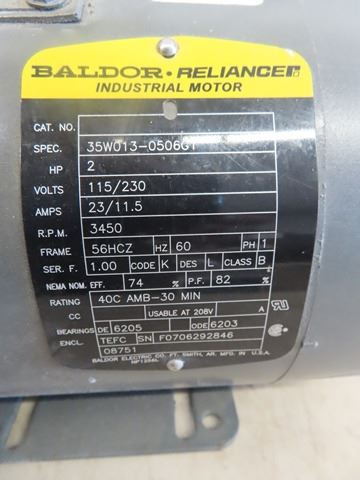 BALDOR • RELIANCE
INDUSTRIAL MOTOR
CAT. NO.
SPEC. 35W013-0506G1
HP 2
VOLTS 115/230
AMPS 23/11.5
R.P.M. 3450
FRAME 56HCZ HZ 60 PH 1
SER. F. 1.00 CODE K DES L CLASS B
NEMA NOM. EFF. 74 % P.F. 82 %
RATING 40C AMB-30 MIN
CC USABLE AT 208V A
BEARINGS DE 6205 ODE 6203
ENCL. TEFC SN F0706292846
08751
BALDOR ELECTRIC CO. FT. SMITH, AR. MFD. IN U.S.A.